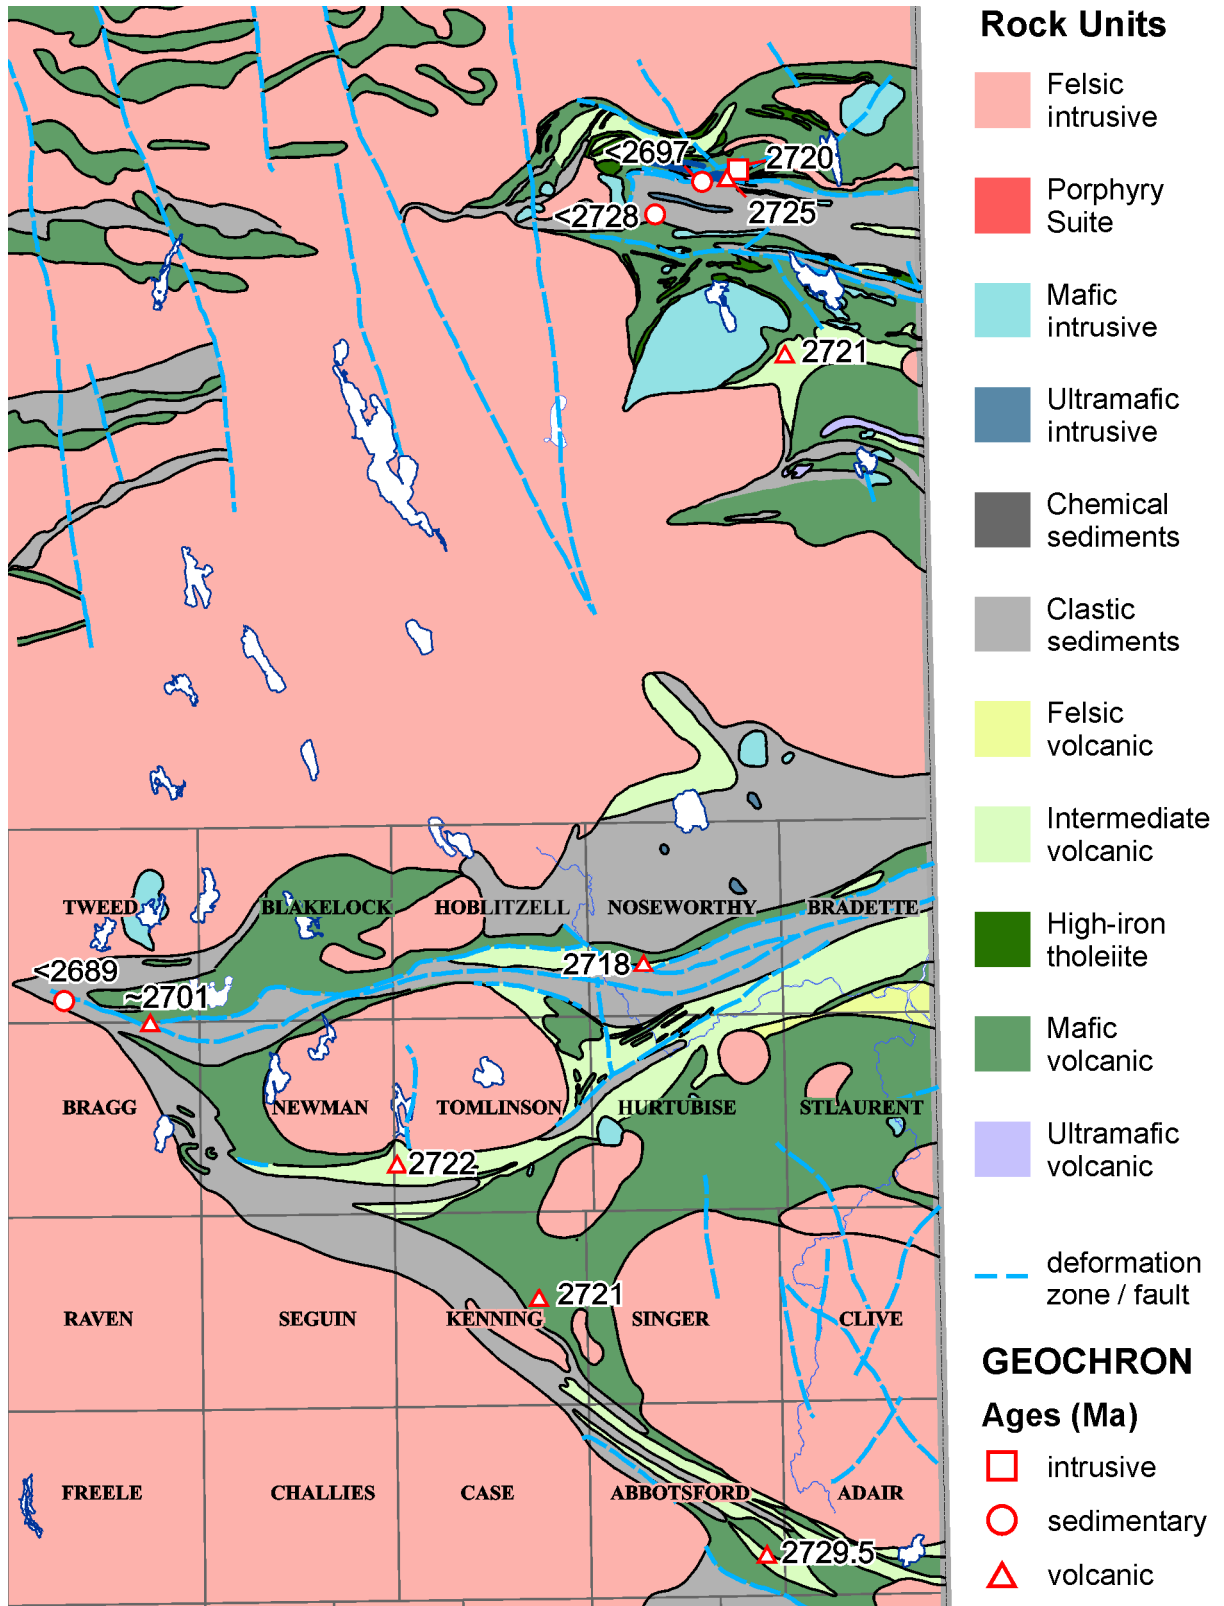 <2697
2720
<2728
2725
2721
TWEED
BLAKELOCK
HOBLITZELL
NOSEWORTHY
BRADETTE
<2689
~2701
2718
BRAGG
NEWMAN
TOMLINSON
HURTUBISE
STLAURENT
2722
2721
RAVEN
SEGUIN
KENNING
SINGER
CLIVE
FREELE
CHALLIES
CASE
ABBOTSFORD
ADAIR
2729.5
Rock Units
Felsic
intrusive
Porphyry
Suite
Mafic
intrusive
Ultramafic
intrusive
Chemical
sediments
Clastic
sediments
Felsic
volcanic
Intermediate
volcanic
High-iron
tholeiite
Mafic
volcanic
Ultramafic
volcanic
deformation
zone / fault
GEOCHRON
Ages (Ma)
intrusive
sedimentary
volcanic